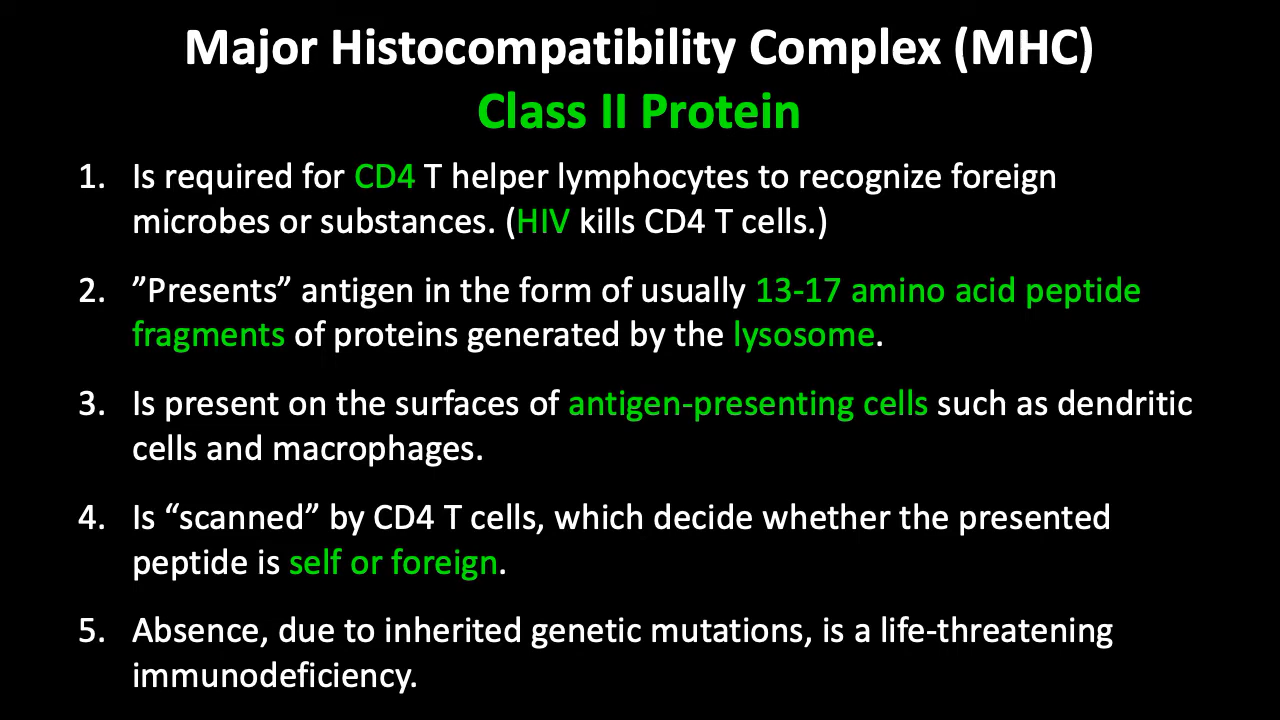 Major Histocompatibility Complex (MHC)
Class II Protein
1. Is required for CD4 T helper lymphocytes to recognize foreign
microbes or substances. (HIV kills CD4 T cells.)
2. ”Presents” antigen in the form of usually 13-17 amino acid peptide
fragments of proteins generated by the lysosome.
3. Is present on the surfaces of antigen-presenting cells such as dendritic
cells and macrophages.
4. Is “scanned” by CD4 T cells, which decide whether the presented
peptide is self or foreign.
5. Absence, due to inherited genetic mutations, is a life-threatening
immunodeficiency.